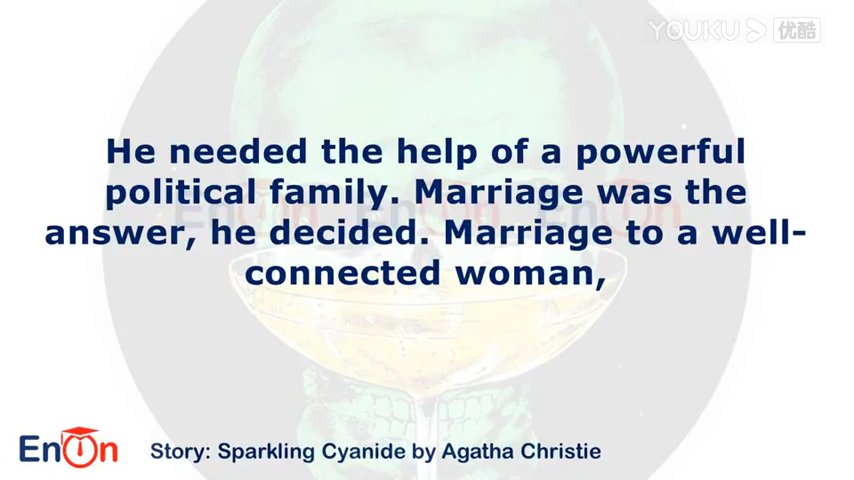 YOUKU 优酷
He needed the help of a powerful
political family. Marriage was the
answer, he decided. Marriage to a well-
connected woman,
EnOn
Story: Sparkling Cyanide by Agatha Christie